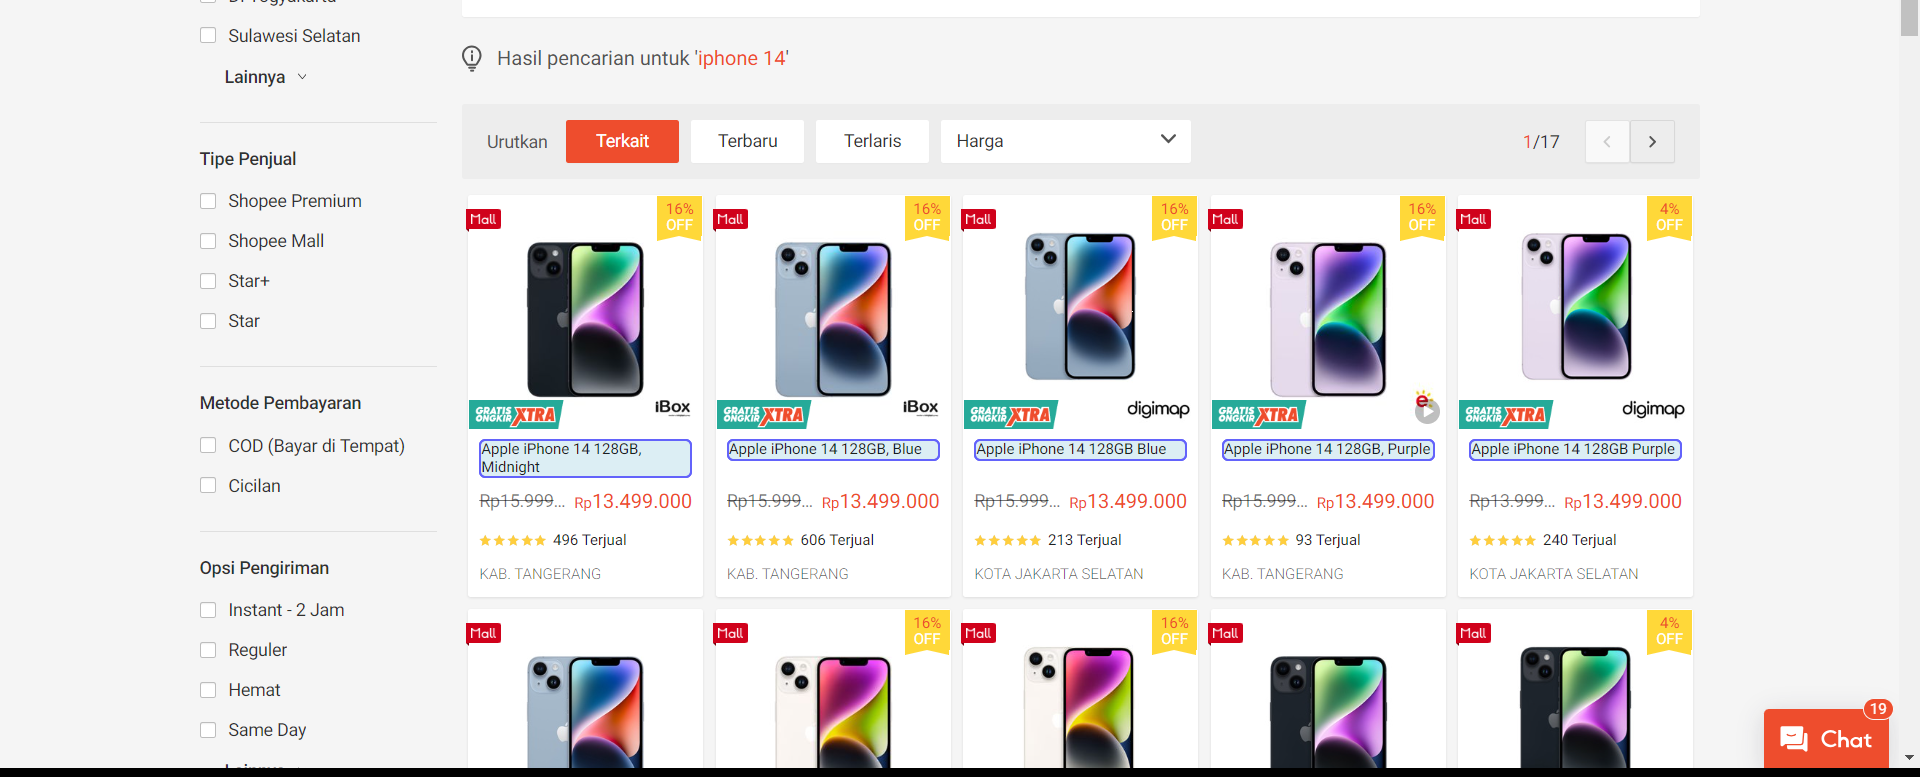 Sulawesi Selatan
Lainnya
Tipe Penjual
Shopee Premium
Shopee Mall
Star+
Star
Metode Pembayaran
COD (Bayar di Tempat)
Cicilan
Opsi Pengiriman
Instant - 2 Jam
Reguler
Hemat
Same Day
Hasil pencarian untuk 'iphone 14'
Urutkan
Terkait
Terbaru
Terlaris
Harga
1/17
Mall
16%
OFF
GRATIS
ONGKIR XTRA
iBox
Apple iPhone 14 128GB,
Midnight
Rp15.999... Rp13.499.000
496 Terjual
KAB. TANGERANG
Mall
16%
OFF
GRATIS
ONGKIR XTRA
iBox
Apple iPhone 14 128GB, Blue
Rp15.999... Rp13.499.000
606 Terjual
KAB. TANGERANG
Mall
16%
OFF
GRATIS
ONGKIR XTRA
digimap
Apple iPhone 14 128GB Blue
Rp15.999... Rp13.499.000
213 Terjual
KOTA JAKARTA SELATAN
Mall
16%
OFF
GRATIS
ONGKIR XTRA
e
Apple iPhone 14 128GB, Purple
Rp15.999... Rp13.499.000
93 Terjual
KAB. TANGERANG
Mall
4%
OFF
GRATIS
ONGKIR XTRA
digimap
Apple iPhone 14 128GB Purple
Rp13.999... Rp13.499.000
240 Terjual
KOTA JAKARTA SELATAN
Mall
Mall
16%
OFF
Mall
16%
OFF
Mall
Mall
4%
OFF
19
Chat